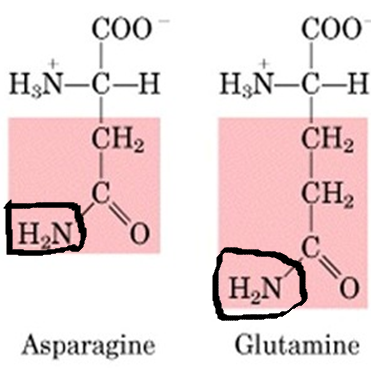 COO⁻ COO⁻
H₃N⁺—C—H H₃N⁺—C—H
CH₂ CH₂
C CH₂
H₂N O C
H₂N O
Asparagine Glutamine